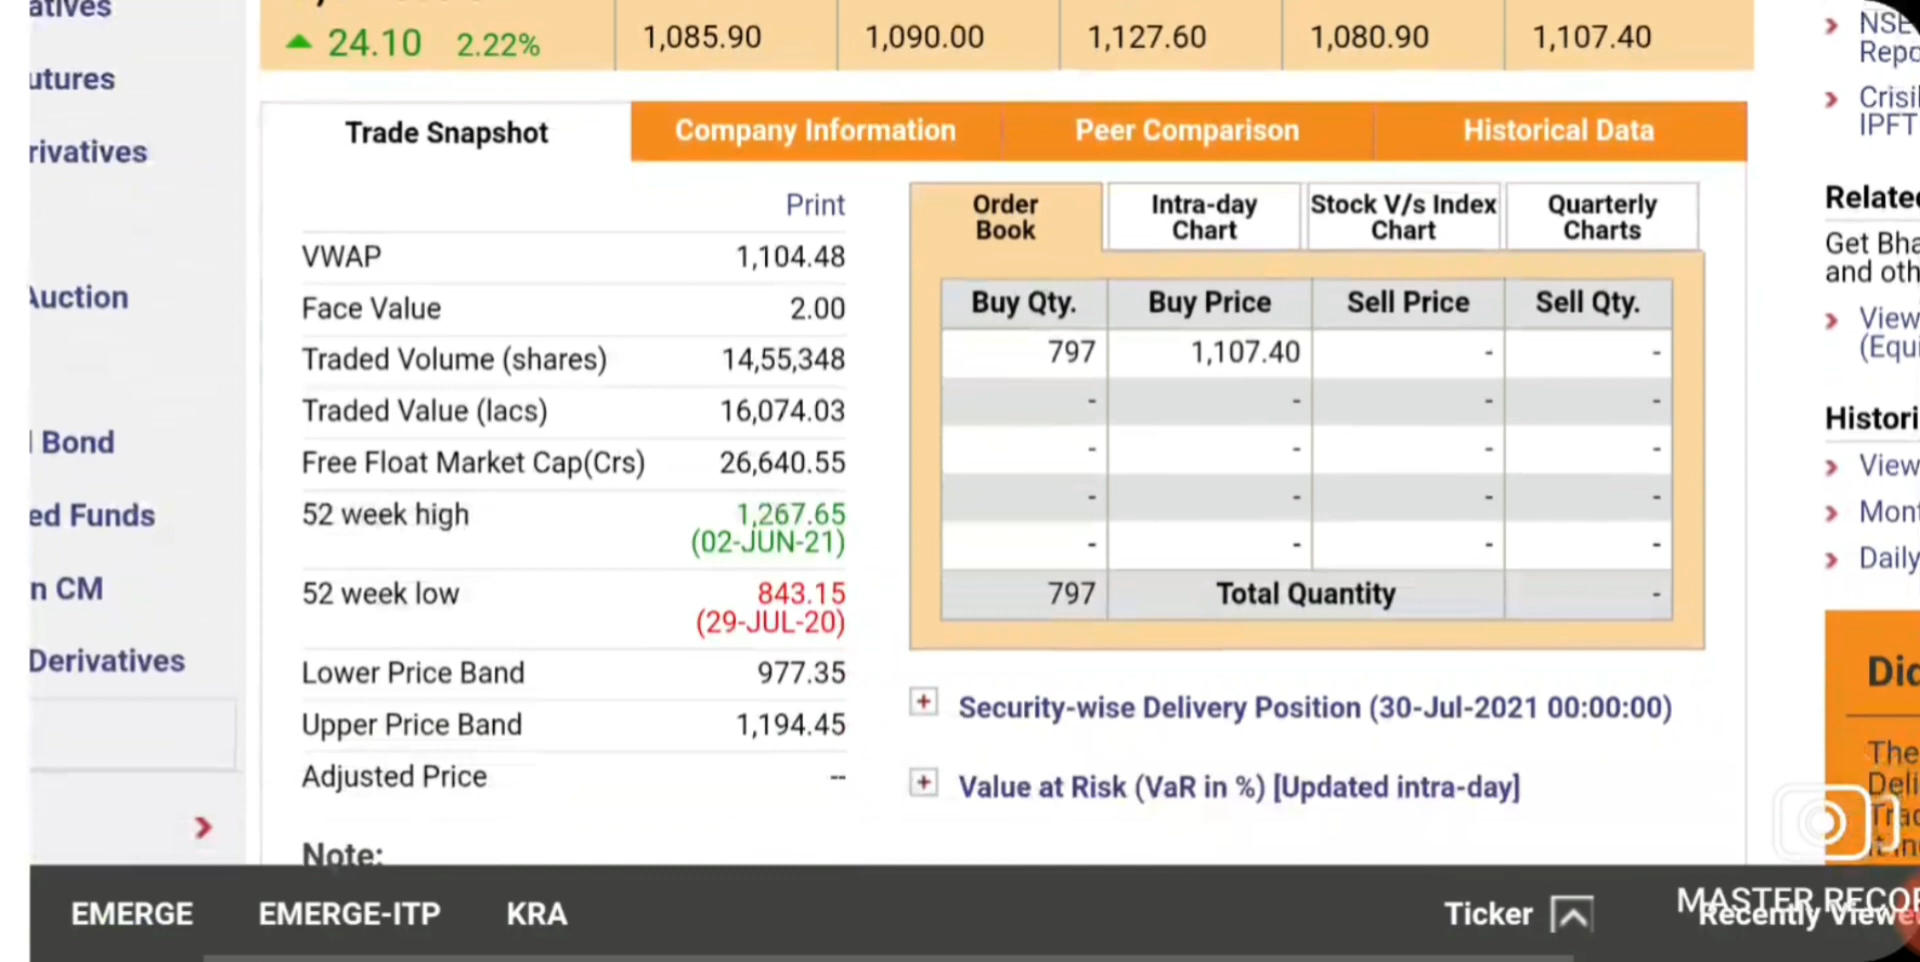 24.10 2.22% 1,085.90 1,090.00 1,127.60 1,080.90 1,107.40
Trade Snapshot Company Information Peer Comparison Historical Data
Print
VWAP 1,104.48
Face Value 2.00
Traded Volume (shares) 14,55,348
Traded Value (lacs) 16,074.03
Free Float Market Cap(Crs) 26,640.55
52 week high 1,267.65
(02-JUN-21)
52 week low 843.15
(29-JUL-20)
Lower Price Band 977.35
Upper Price Band 1,194.45
Adjusted Price --
Note:
Order Intra-day Stock V/s Index Quarterly
Book Chart Chart Charts
Buy Qty. Buy Price Sell Price Sell Qty.
797 1,107.40 - -
- - - -
- - - -
- - - -
- - - -
797 Total Quantity -
+ Security-wise Delivery Position (30-Jul-2021 00:00:00)
+ Value at Risk (VaR in %) [Updated intra-day]
atives
utures
rivatives
Auction
Bond
ed Funds
n CM
Derivatives
NSE
Repo
Crisil
IPFT
Related
Get Bha
and oth
View
(Equi
Histori
View
Mont
Daily
Did
The
Deli
Trad
EMERGE EMERGE-ITP KRA Ticker Recently Viewe
MASTER RECOR